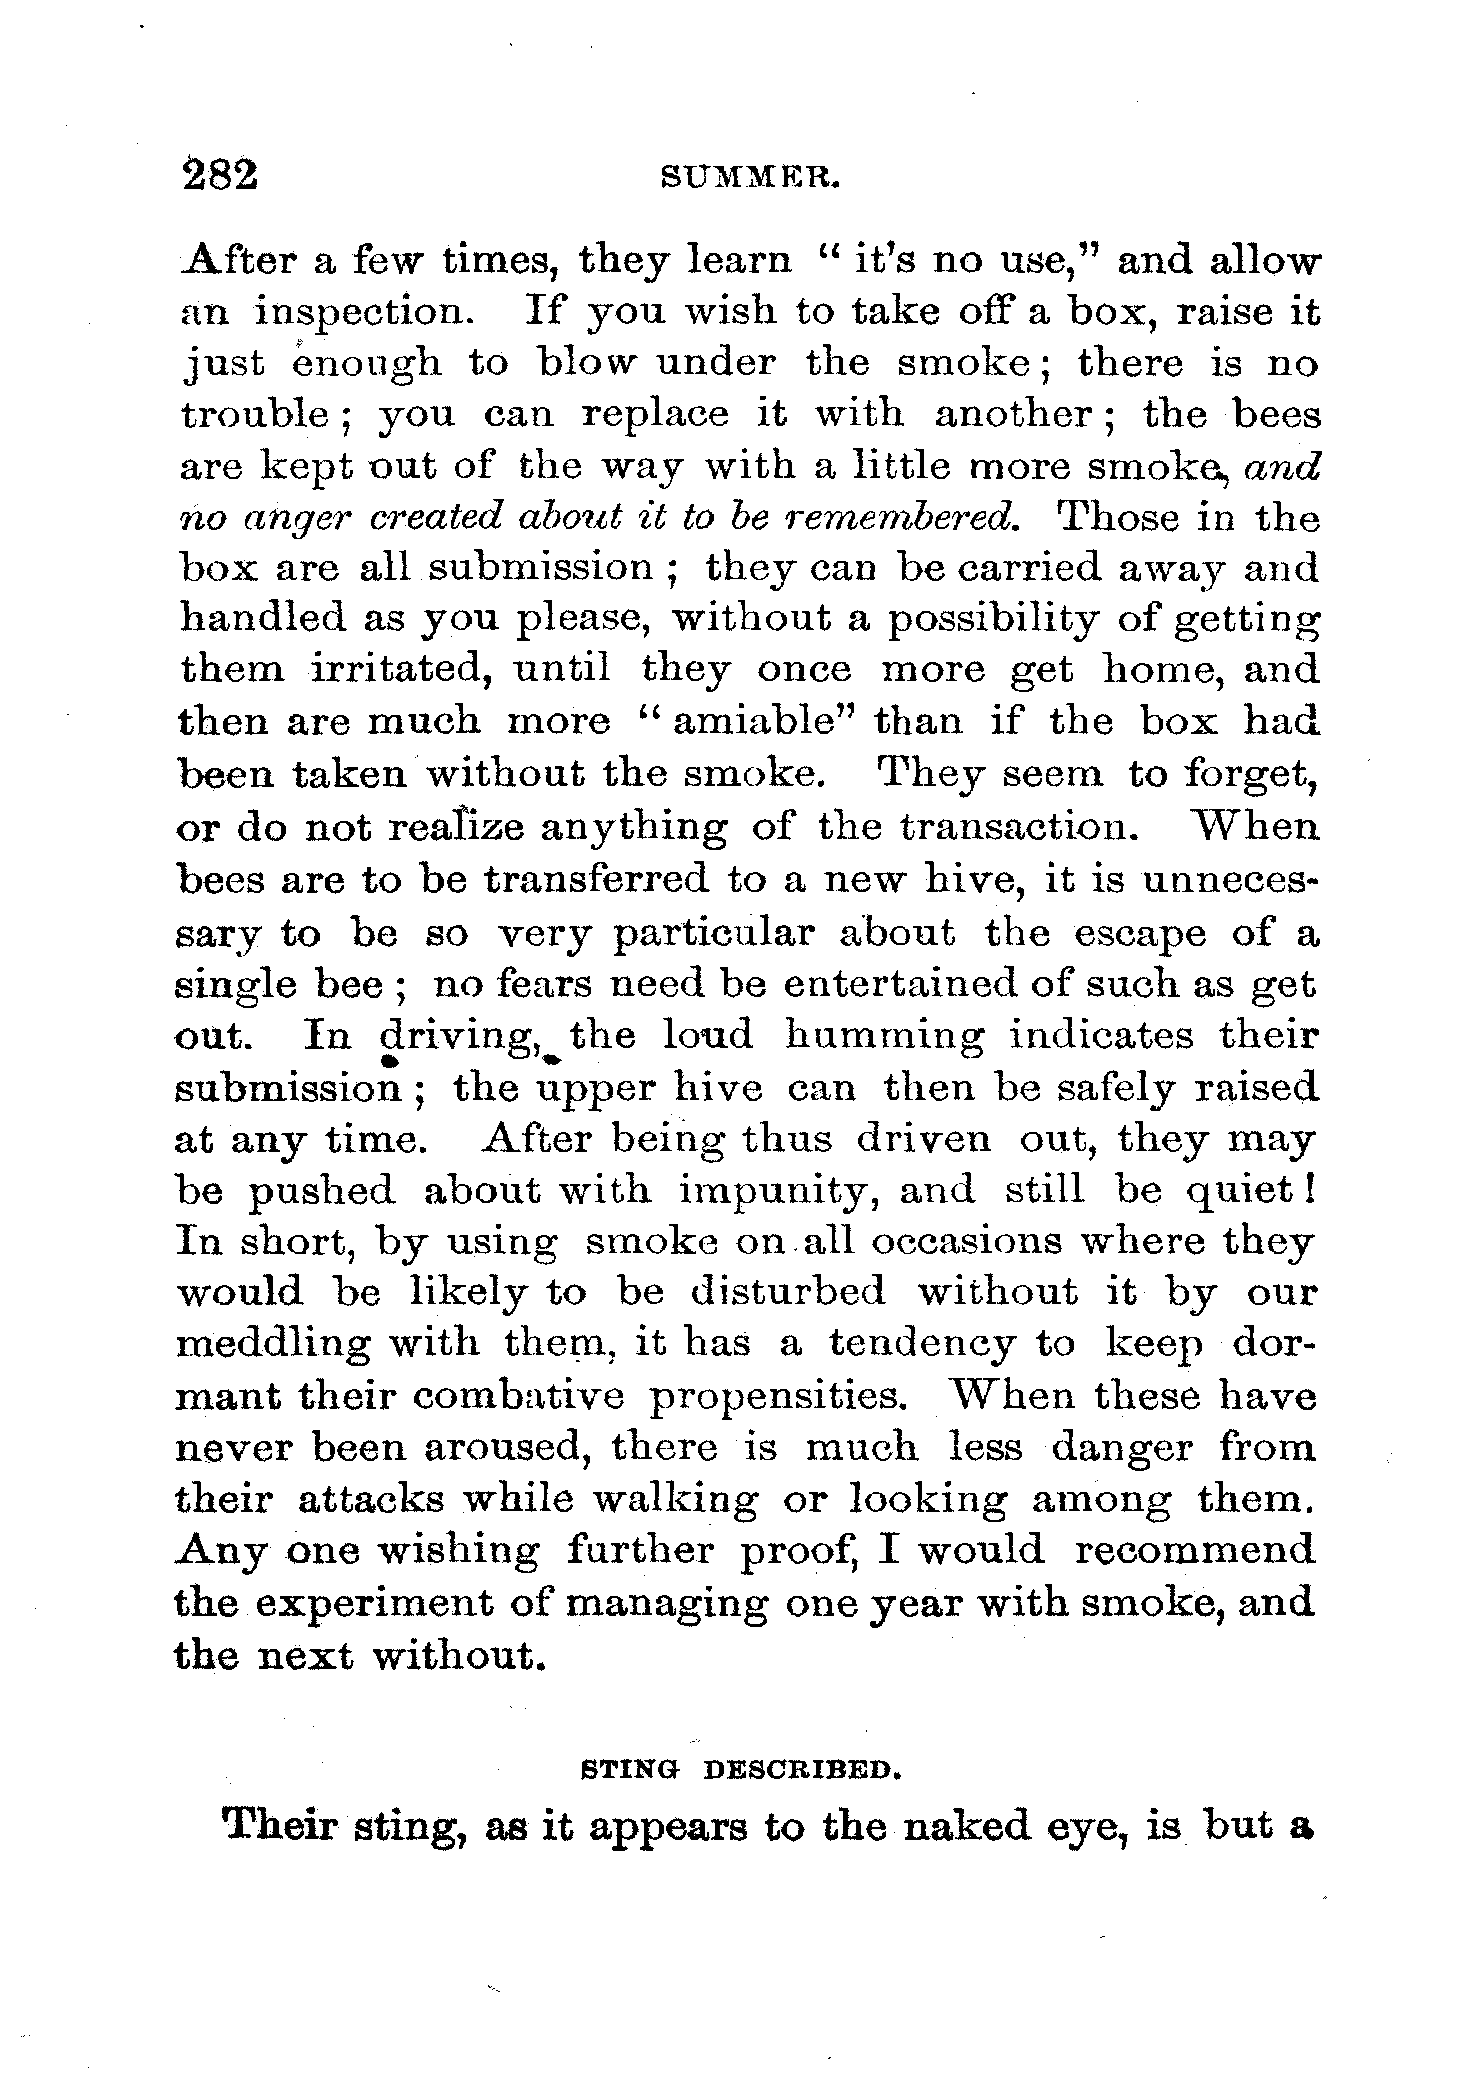 282 SUMMER.
After a few times, they learn " it's no use," and allow
an inspection. If you wish to take off a box, raise it
just enough to blow under the smoke; there is no
trouble; you can replace it with another; the bees
are kept out of the way with a little more smoke, and
no anger created about it to be remembered. Those in the
box are all submission; they can be carried away and
handled as you please, without a possibility of getting
them irritated, until they once more get home, and
then are much more " amiable" than if the box had
been taken without the smoke. They seem to forget,
or do not realize anything of the transaction. When
bees are to be transferred to a new hive, it is unneces-
sary to be so very particular about the escape of a
single bee; no fears need be entertained of such as get
out. In driving, the loud humming indicates their
submission; the upper hive can then be safely raised
at any time. After being thus driven out, they may
be pushed about with impunity, and still be quiet!
In short, by using smoke on all occasions where they
would be likely to be disturbed without it by our
meddling with them, it has a tendency to keep dor-
mant their combative propensities. When these have
never been aroused, there is much less danger from
their attacks while walking or looking among them.
Any one wishing further proof, I would recommend
the experiment of managing one year with smoke, and
the next without.
STING DESCRIBED.
Their sting, as it appears to the naked eye, is but a